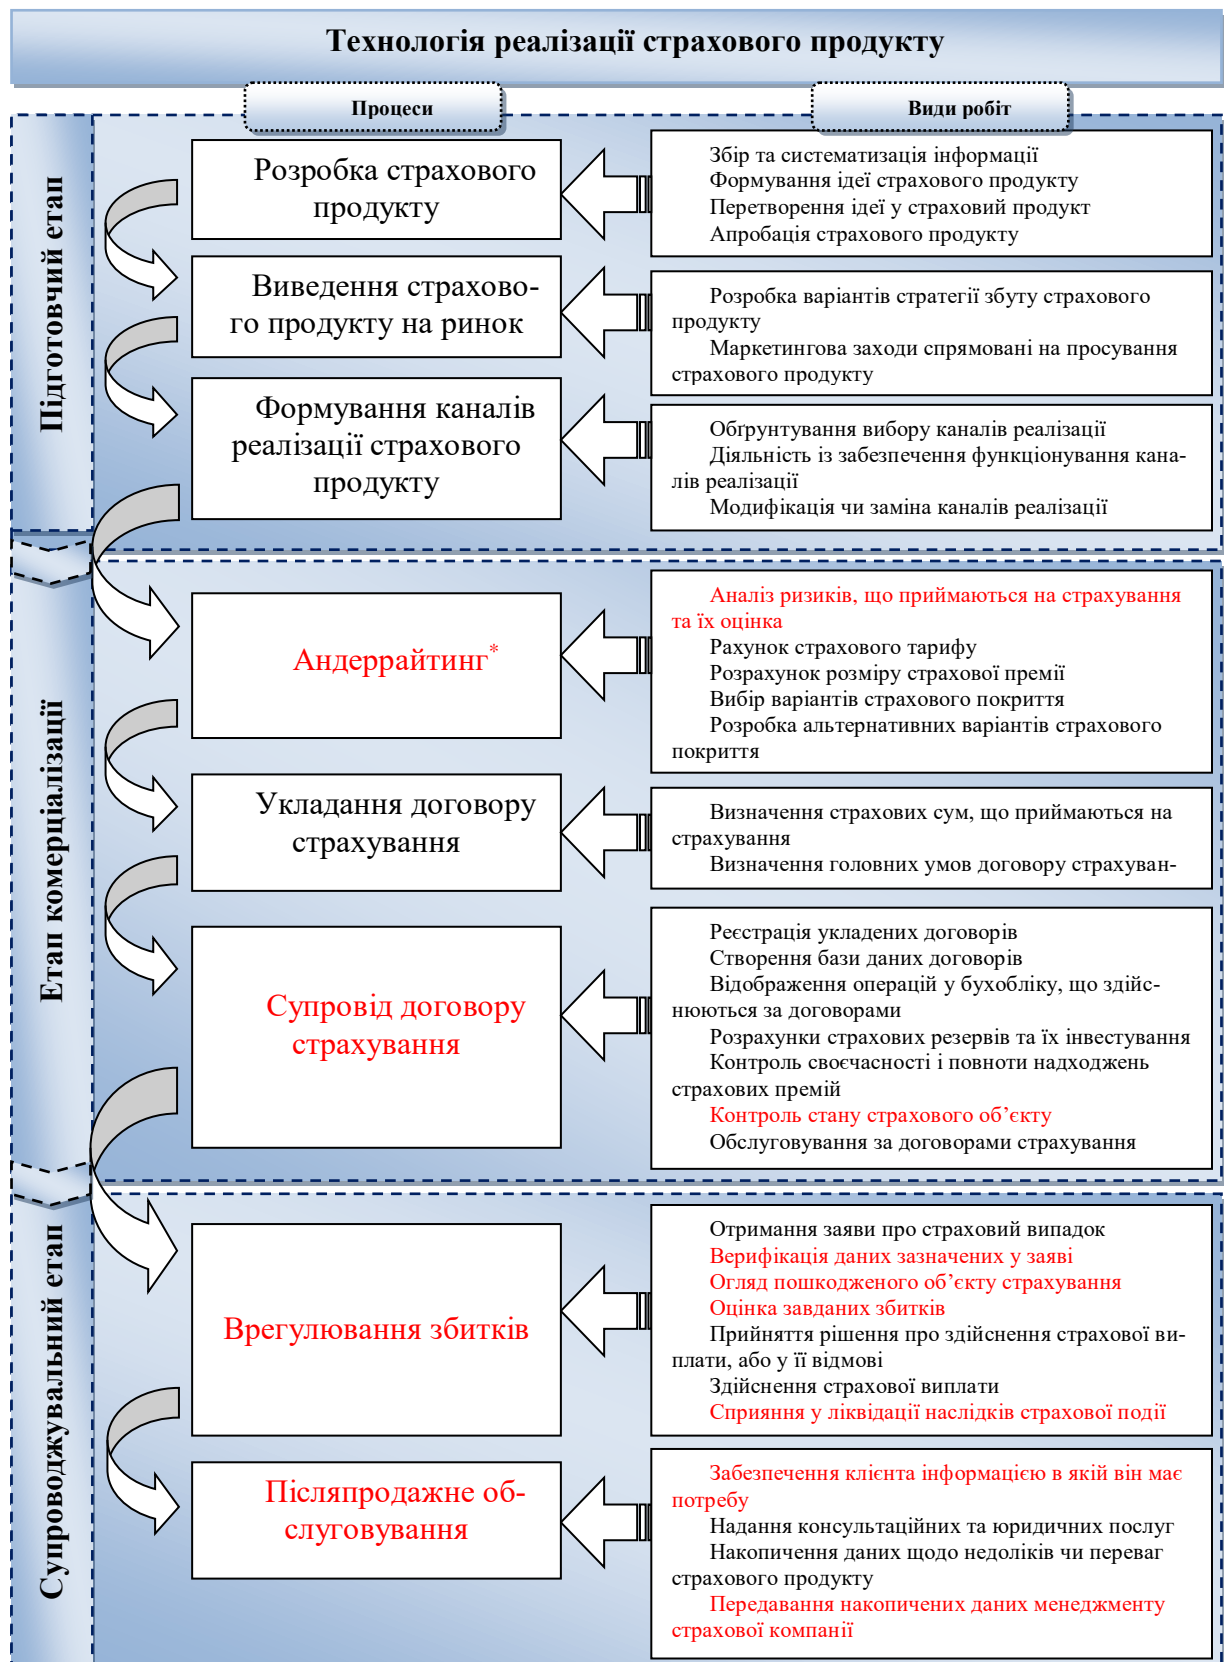 Технологія реалізації страхового продукту
Процеси
Види робіт
Підготовчий етап
Розробка страхового
продукту
Збір та систематизація інформації
Формування ідеї страхового продукту
Перетворення ідеї у страховий продукт
Апробація страхового продукту
Виведення страхово-
го продукту на ринок
Розробка варіантів стратегії збуту страхового
продукту
Маркетингова заходи спрямовані на просування
страхового продукту
Формування каналів
реалізації страхового
продукту
Обґрунтування вибору каналів реалізації
Діяльність із забезпечення функціонування кана-
лів реалізації
Модифікація чи заміна каналів реалізації
Етап комерціалізації
Андеррайтинг*
Аналіз ризиків, що приймаються на страхування
та їх оцінка
Рахунок страхового тарифу
Розрахунок розміру страхової премії
Вибір варіантів страхового покриття
Розробка альтернативних варіантів страхового
покриття
Укладання договору
страхування
Визначення страхових сум, що приймаються на
страхування
Визначення головних умов договору страхуван-
Супровід договору
страхування
Реєстрація укладених договорів
Створення бази даних договорів
Відображення операцій у бухобліку, що здійс-
нюються за договорами
Розрахунки страхових резервів та їх інвестування
Контроль своєчасності і повноти надходжень
страхових премій
Контроль стану страхового об’єкту
Обслуговування за договорами страхування
Супроводжувальний етап
Врегулювання збитків
Отримання заяви про страховий випадок
Верифікація даних зазначених у заяві
Огляд пошкодженого об’єкту страхування
Оцінка завданих збитків
Прийняття рішення про здійснення страхової ви-
плати, або у її відмові
Здійснення страхової виплати
Сприяння у ліквідації наслідків страхової події
Післяпродажне об-
слуговування
Забезпечення клієнта інформацією в якій він має
потребу
Надання консультаційних та юридичних послуг
Накопичення даних щодо недоліків чи переваг
страхового продукту
Передавання накопичених даних менеджменту
страхової компанії